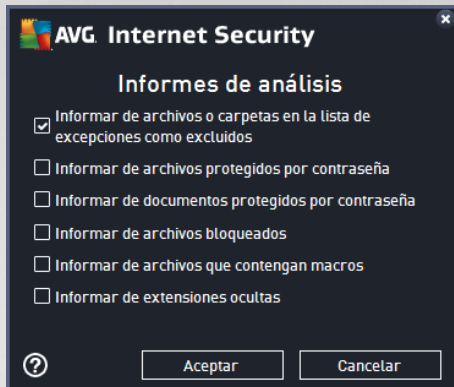 AVG. Internet Security
Informes de análisis
Informar de archivos o carpetas en la lista de
excepciones como excluidos
Informar de archivos protegidos por contraseña
Informar de documentos protegidos por contraseña
Informar de archivos bloqueados
Informar de archivos que contengan macros
Informar de extensiones ocultas
?
Aceptar
Cancelar